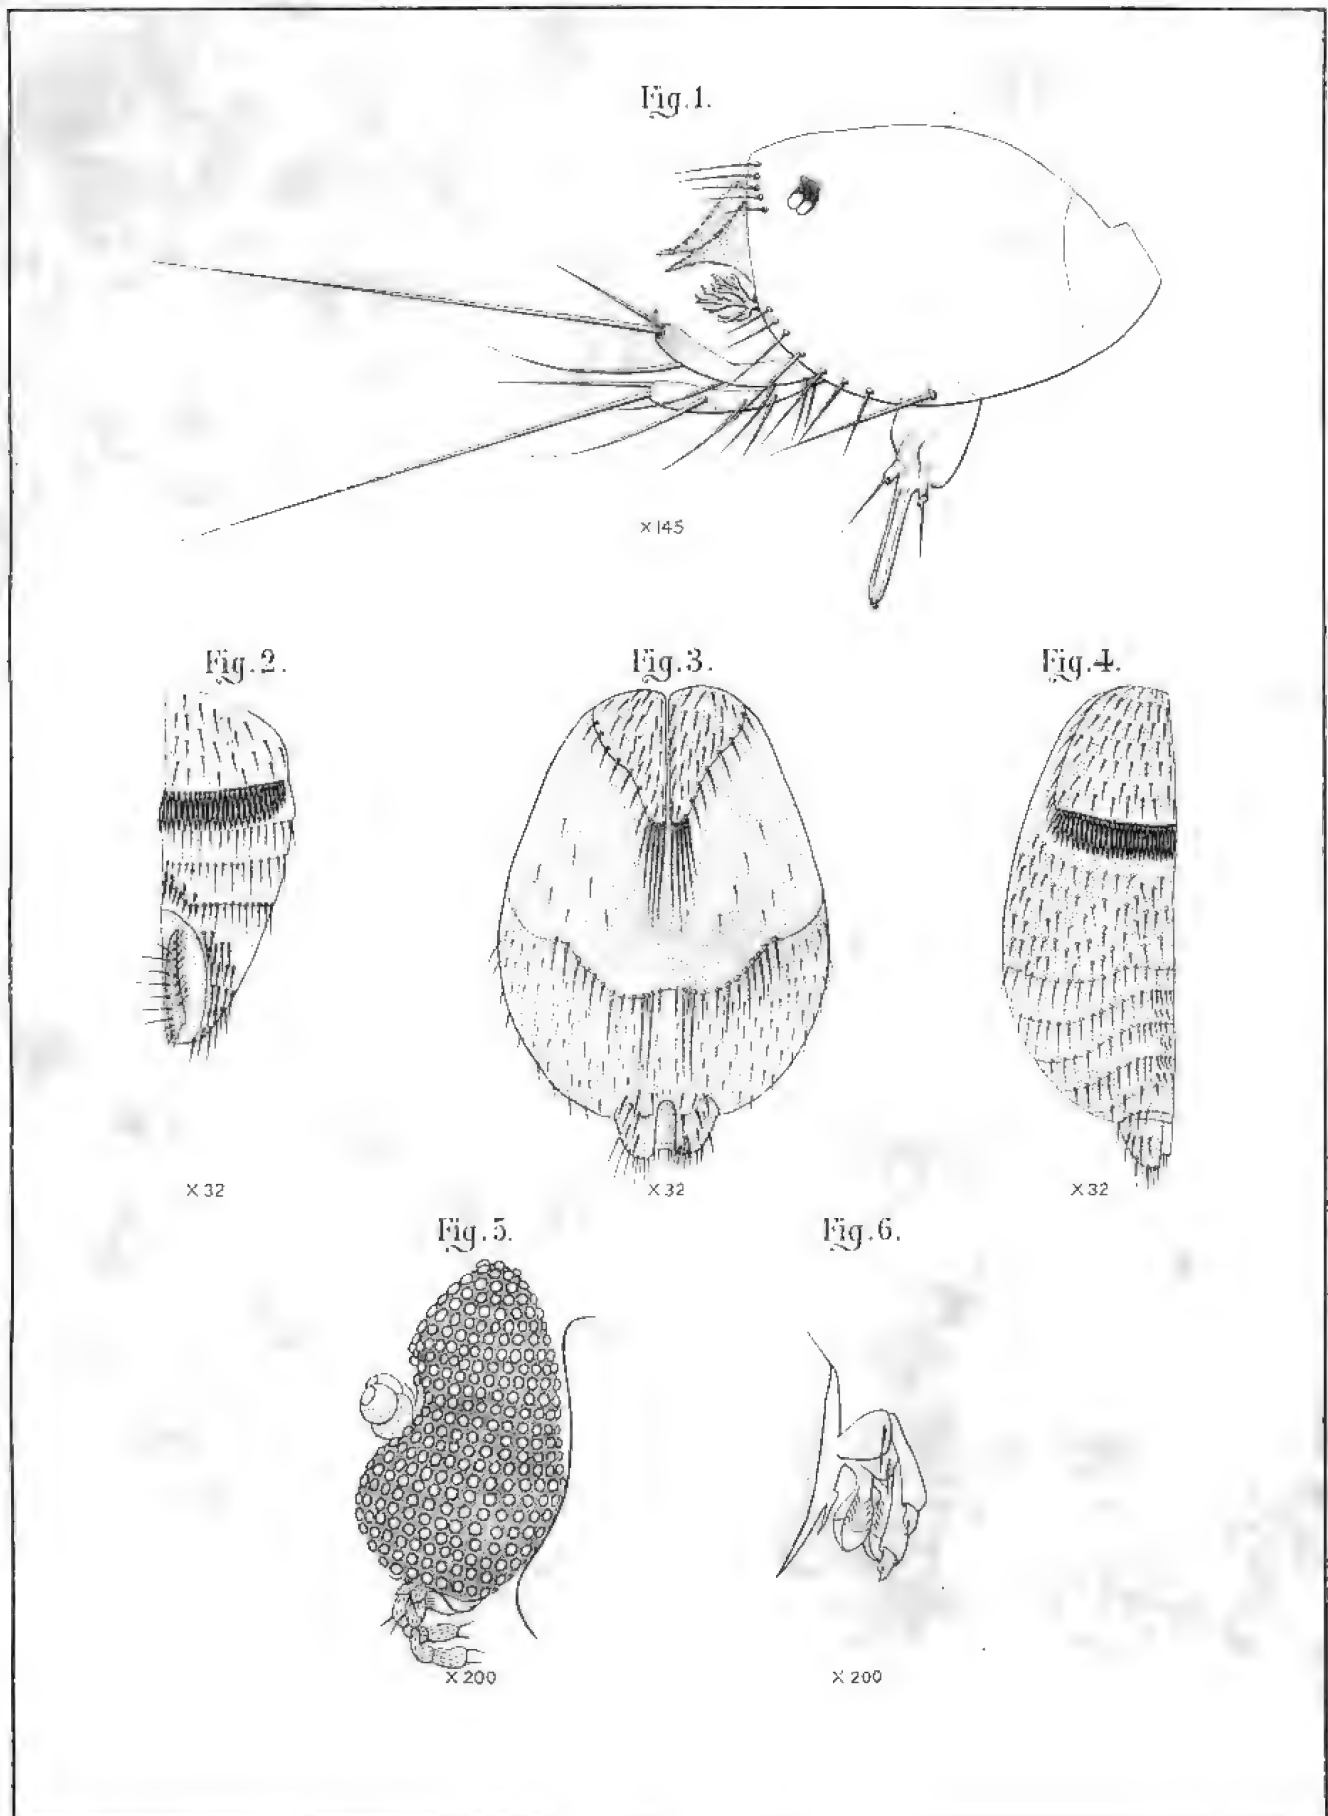 Fig. 1.
X 145
Fig. 2.
Fig. 3.
Fig. 4.
X 32
X 32
X 32
Fig. 5.
Fig. 6.
X 200
X 200